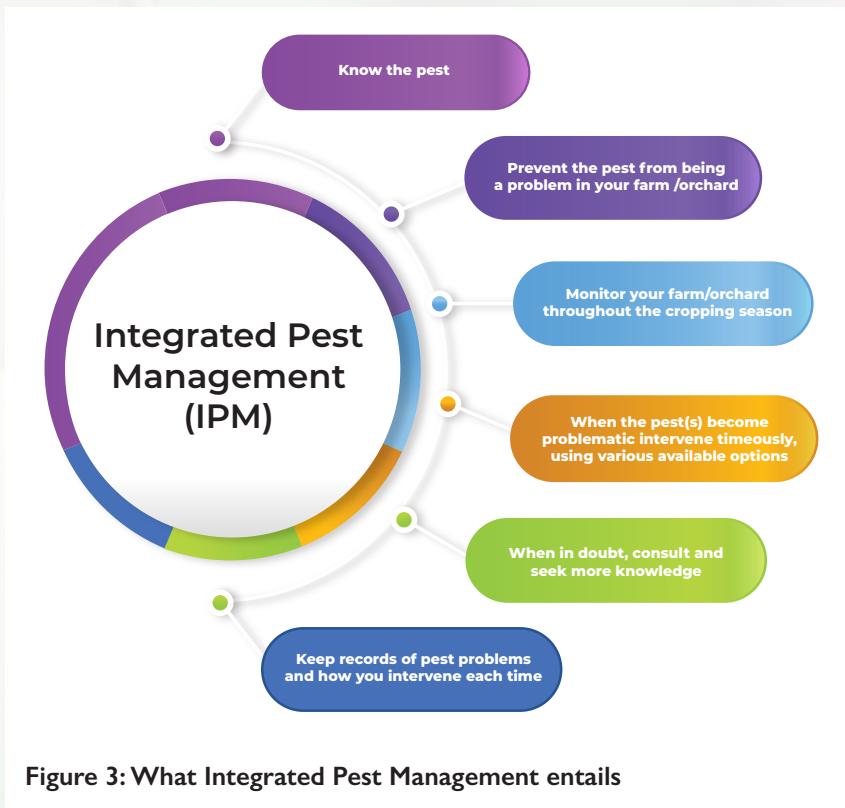 Know the pest
Prevent the pest from being
a problem in your farm /orchard
Monitor your farm/orchard
throughout the cropping season
Integrated Pest
Management
(IPM)
When the pest(s) become
problematic intervene timeously,
using various available options
When in doubt, consult and
seek more knowledge
Keep records of pest problems
and how you intervene each time
Figure 3: What Integrated Pest Management entails